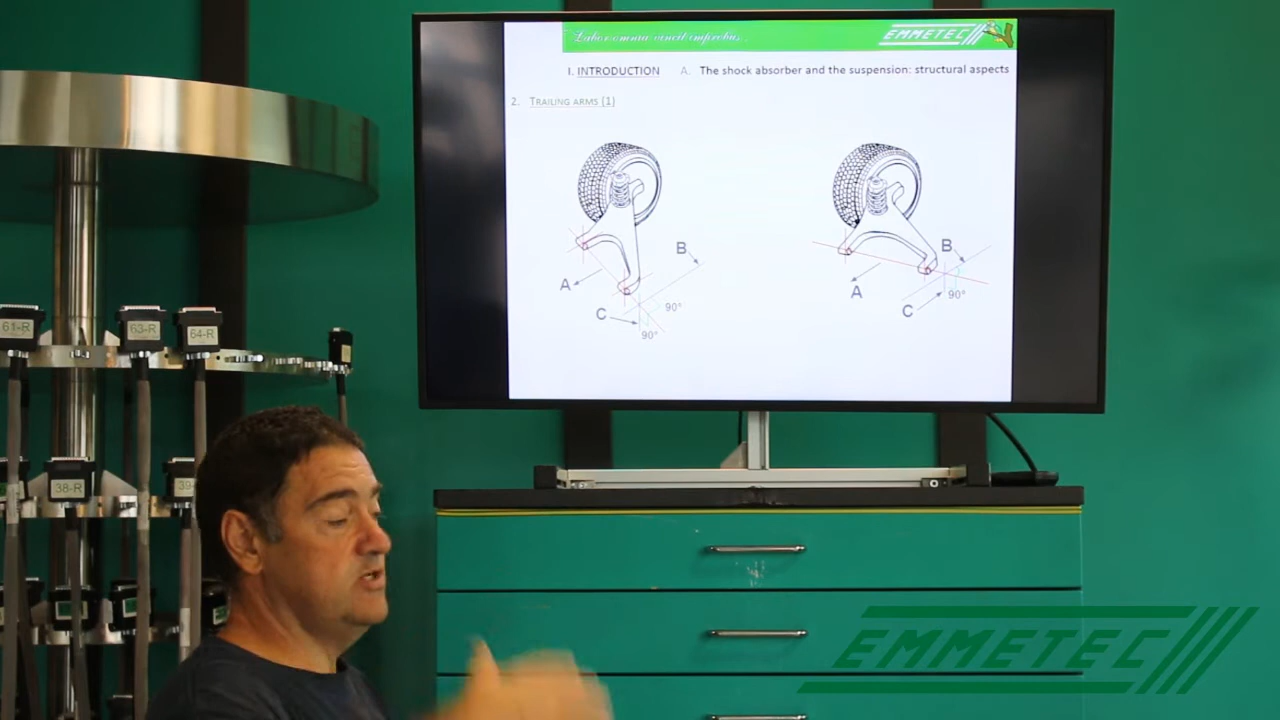 Labor omnia vincit improbus
EMMETEC
I. INTRODUCTION A. The shock absorber and the suspension: structural aspects
2. TRAILING ARMS [1]
A
B
C
90°
90°
A
B
C
90°
61-R
63-R
64-R
38-R
39-
EMMETEC